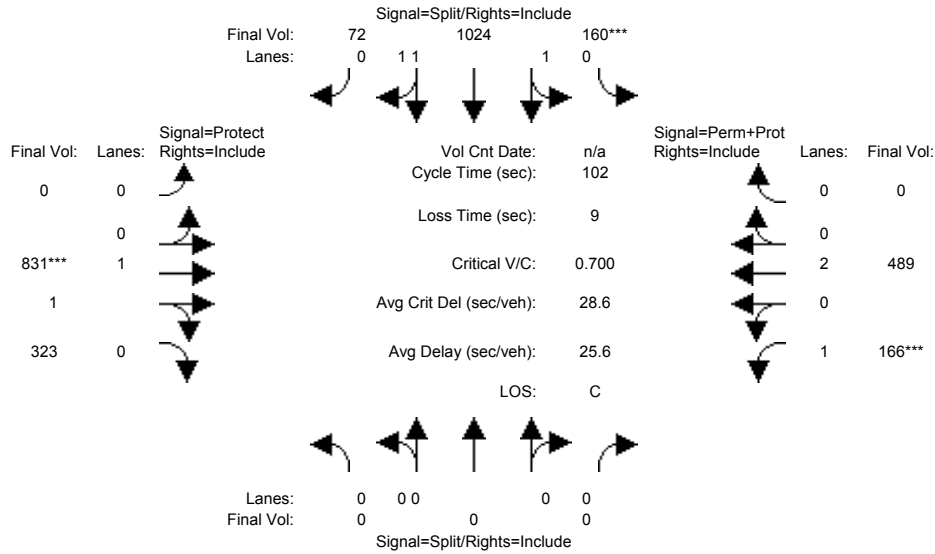 Signal=Split/Rights=Include
Final Vol: 72 1024 160***
Lanes: 0 1 1 1 0
Signal=Protect Signal=Perm+Prot
Final Vol: Lanes: Rights=Include Vol Cnt Date: n/a Rights=Include Lanes: Final Vol:
Cycle Time (sec): 102
0 0 0 0
Loss Time (sec): 9
0 0
831*** 1 Critical V/C: 0.700 2 489
1 Avg Crit Del (sec/veh): 28.6 0
323 0 Avg Delay (sec/veh): 25.6 1 166***
LOS: C
Lanes: 0 0 0 0 0
Final Vol: 0 0 0
Signal=Split/Rights=Include